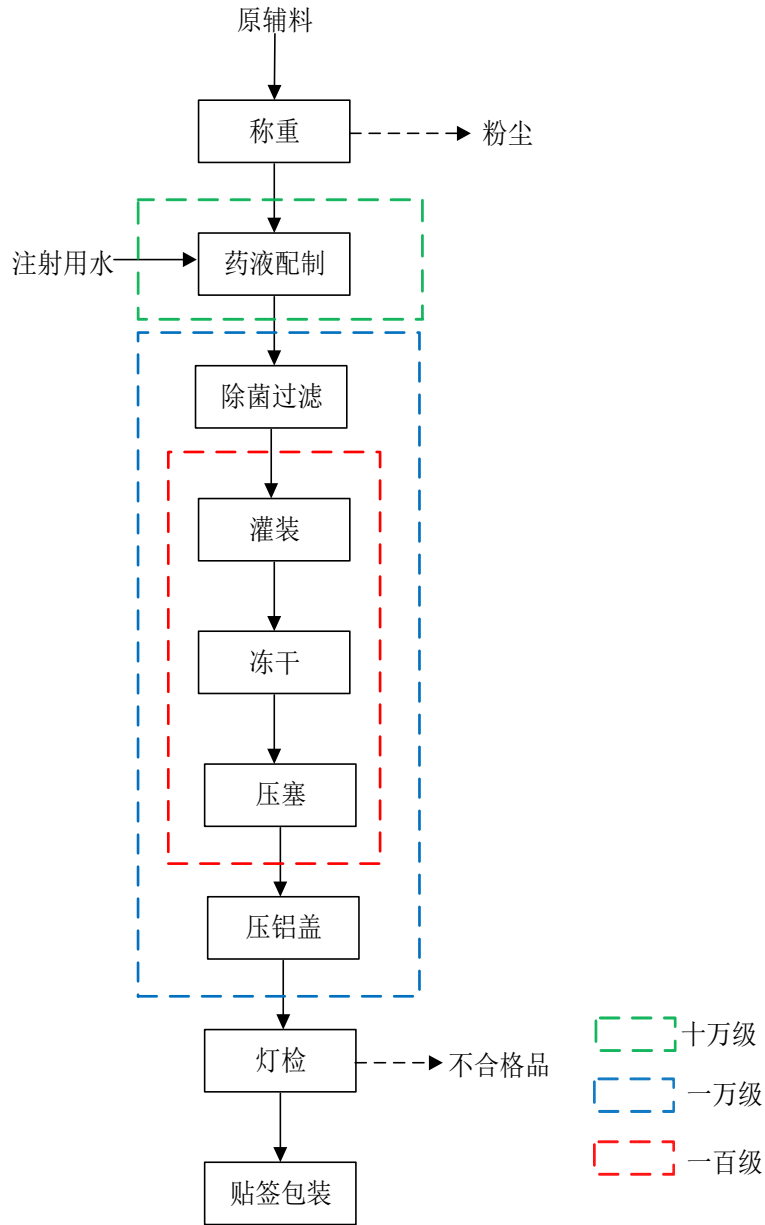 原辅料
称重
粉尘
注射用水
药液配制
除菌过滤
灌装
冻干
压塞
压铝盖
灯检
不合格品
贴签包装
十万级
一万级
一百级